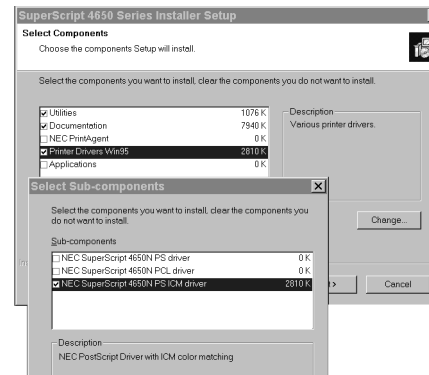 SuperScript 4650 Series Installer Setup
Select Components
Choose the components Setup will install.
Select the components you want to install, clear the components you do not want to install.
Utilities 1076 K
Documentation 7940 K
NEC PrintAgent 0 K
Printer Drivers Win95 2810 K
Applications 0 K
Description
Various printer drivers.
Change...
Cancel
Select Sub-components
Select the components you want to install, clear the components you
do not want to install.
Sub-components
NEC SuperScript 4650N PS driver 0 K
NEC SuperScript 4650N PCL driver 0 K
NEC SuperScript 4650N PS ICM driver 2810 K
Description
NEC PostScript Driver with ICM color matching